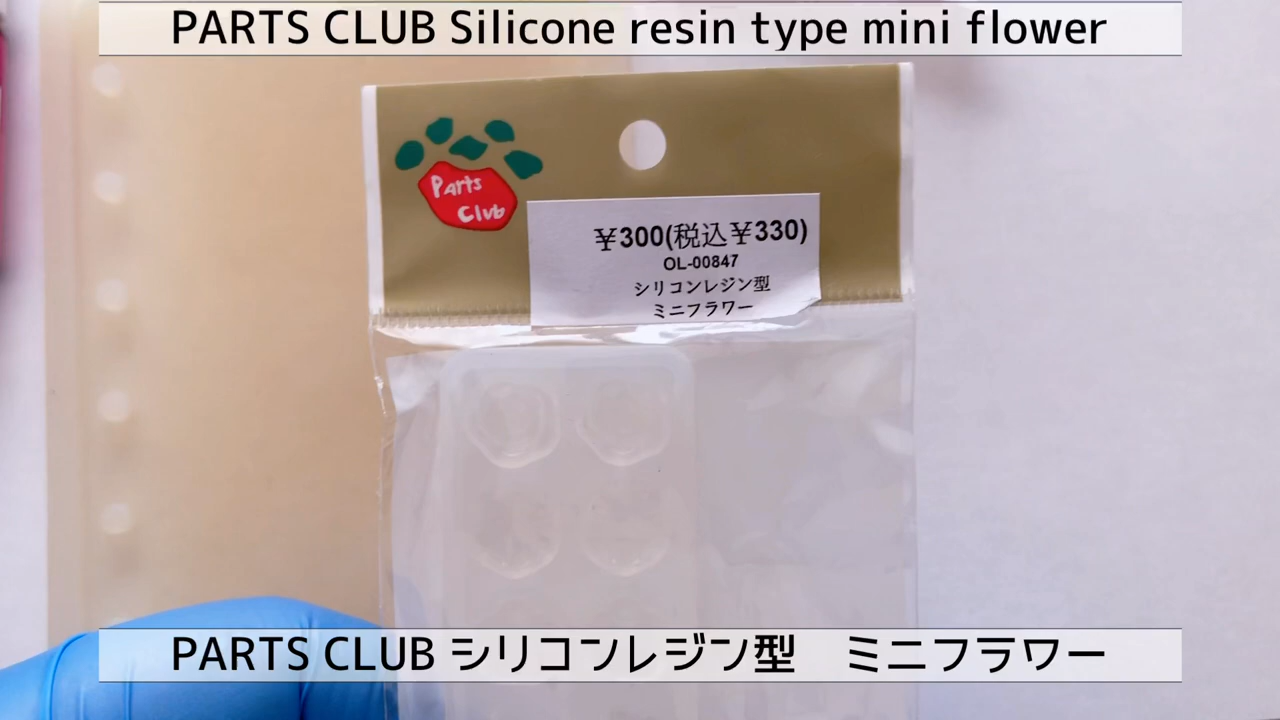 PARTS CLUB Silicone resin type mini flower
Parts
Club
￥300(税込￥330)
OL-00847
シリコンレジン型
ミニフラワー
PARTS CLUB シリコンレジン型　ミニフラワー